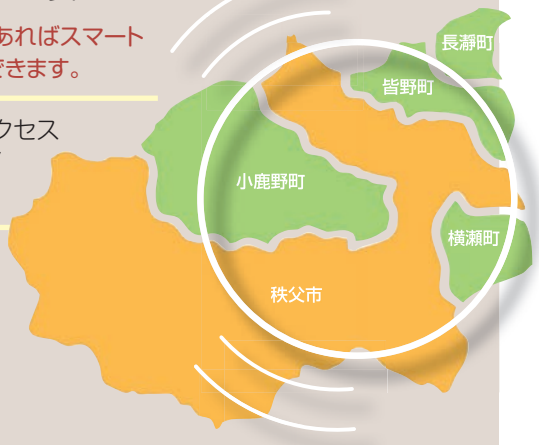 あればスマート
できます。
クセス
長瀞町
皆野町
小鹿野町
横瀬町
秩父市